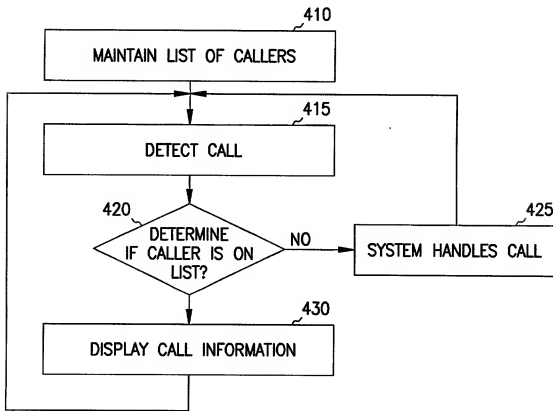 410
MAINTAIN LIST OF CALLERS
415
DETECT CALL
420
DETERMINE
IF CALLER IS ON
LIST?
NO
425
SYSTEM HANDLES CALL
430
DISPLAY CALL INFORMATION